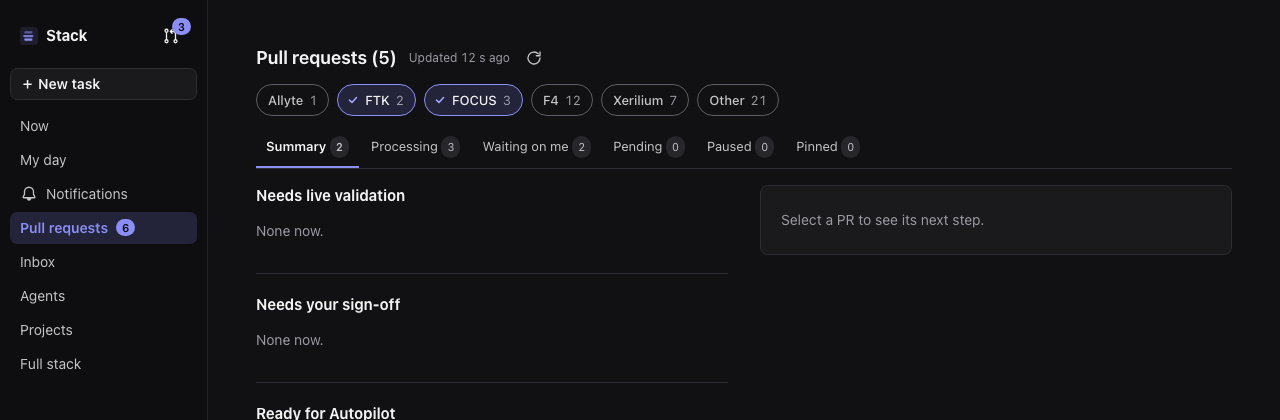 Stack
3
+ New task
Now
My day
Notifications
Pull requests 6
Inbox
Agents
Projects
Full stack
Pull requests (5) Updated 12 s ago
Allyte 1 FTK 2 FOCUS 3 F4 12 Xerilium 7 Other 21
Summary 2 Processing 3 Waiting on me 2 Pending 0 Paused 0 Pinned 0
Needs live validation
None now.
Needs your sign-off
None now.
Ready for Autopilot
Select a PR to see its next step.